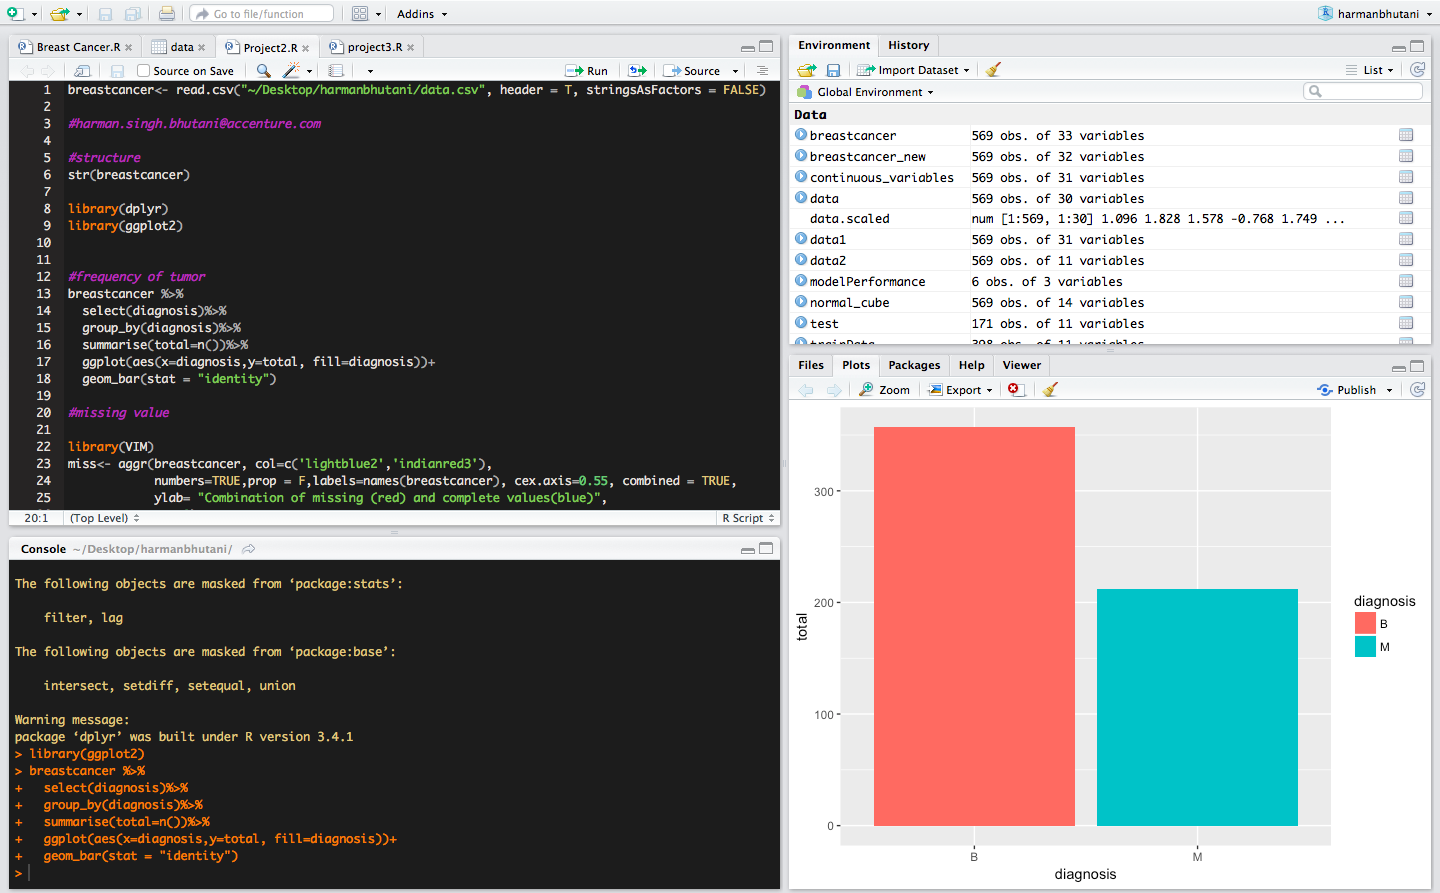 Go to file/function
Addins
harmanbhutani
Breast Cancer.R
data
Project2.R
project3.R
Source on Save
Run
Source
1 breastcancer<- read.csv("~/Desktop/harmanbhutani/data.csv", header = T, stringsAsFactors = FALSE)
2
3 #harman.singh.bhutani@accenture.com
4
5 #structure
6 str(breastcancer)
7
8 library(dplyr)
9 library(ggplot2)
10
11
12 #frequency of tumor
13 breastcancer %>%
14 select(diagnosis)%>%
15 group_by(diagnosis)%>%
16 summarise(total=n())%>%
17 ggplot(aes(x=diagnosis,y=total, fill=diagnosis))+
18 geom_bar(stat = "identity")
19
20 #missing value
21
22 library(VIM)
23 miss<- aggr(breastcancer, col=c('lightblue2','indianred3'),
24 numbers=TRUE,prop = F,labels=names(breastcancer), cex.axis=0.55, combined = TRUE,
25 ylab= "Combination of missing (red) and complete values(blue)",
20:1 (Top Level) R Script
Console ~/Desktop/harmanbhutani/
The following objects are masked from ‘package:stats’:
filter, lag
The following objects are masked from ‘package:base’:
intersect, setdiff, setequal, union
Warning message:
package ‘dplyr’ was built under R version 3.4.1
> library(ggplot2)
> breastcancer %>%
+ select(diagnosis)%>%
+ group_by(diagnosis)%>%
+ summarise(total=n())%>%
+ ggplot(aes(x=diagnosis,y=total, fill=diagnosis))+
+ geom_bar(stat = "identity")
>
Environment History
Import Dataset List
Global Environment
Data
breastcancer 569 obs. of 33 variables
breastcancer_new 569 obs. of 32 variables
continuous_variables 569 obs. of 31 variables
data 569 obs. of 30 variables
data.scaled num [1:569, 1:30] 1.096 1.828 1.578 -0.768 1.749 ...
data1 569 obs. of 31 variables
data2 569 obs. of 11 variables
modelPerformance 6 obs. of 3 variables
normal_cube 569 obs. of 14 variables
test 171 obs. of 11 variables
trainData 398 obs. of 11 variables
Files Plots Packages Help Viewer
Zoom Export Publish
300
200
100
0
total
B M
diagnosis
diagnosis
B
M